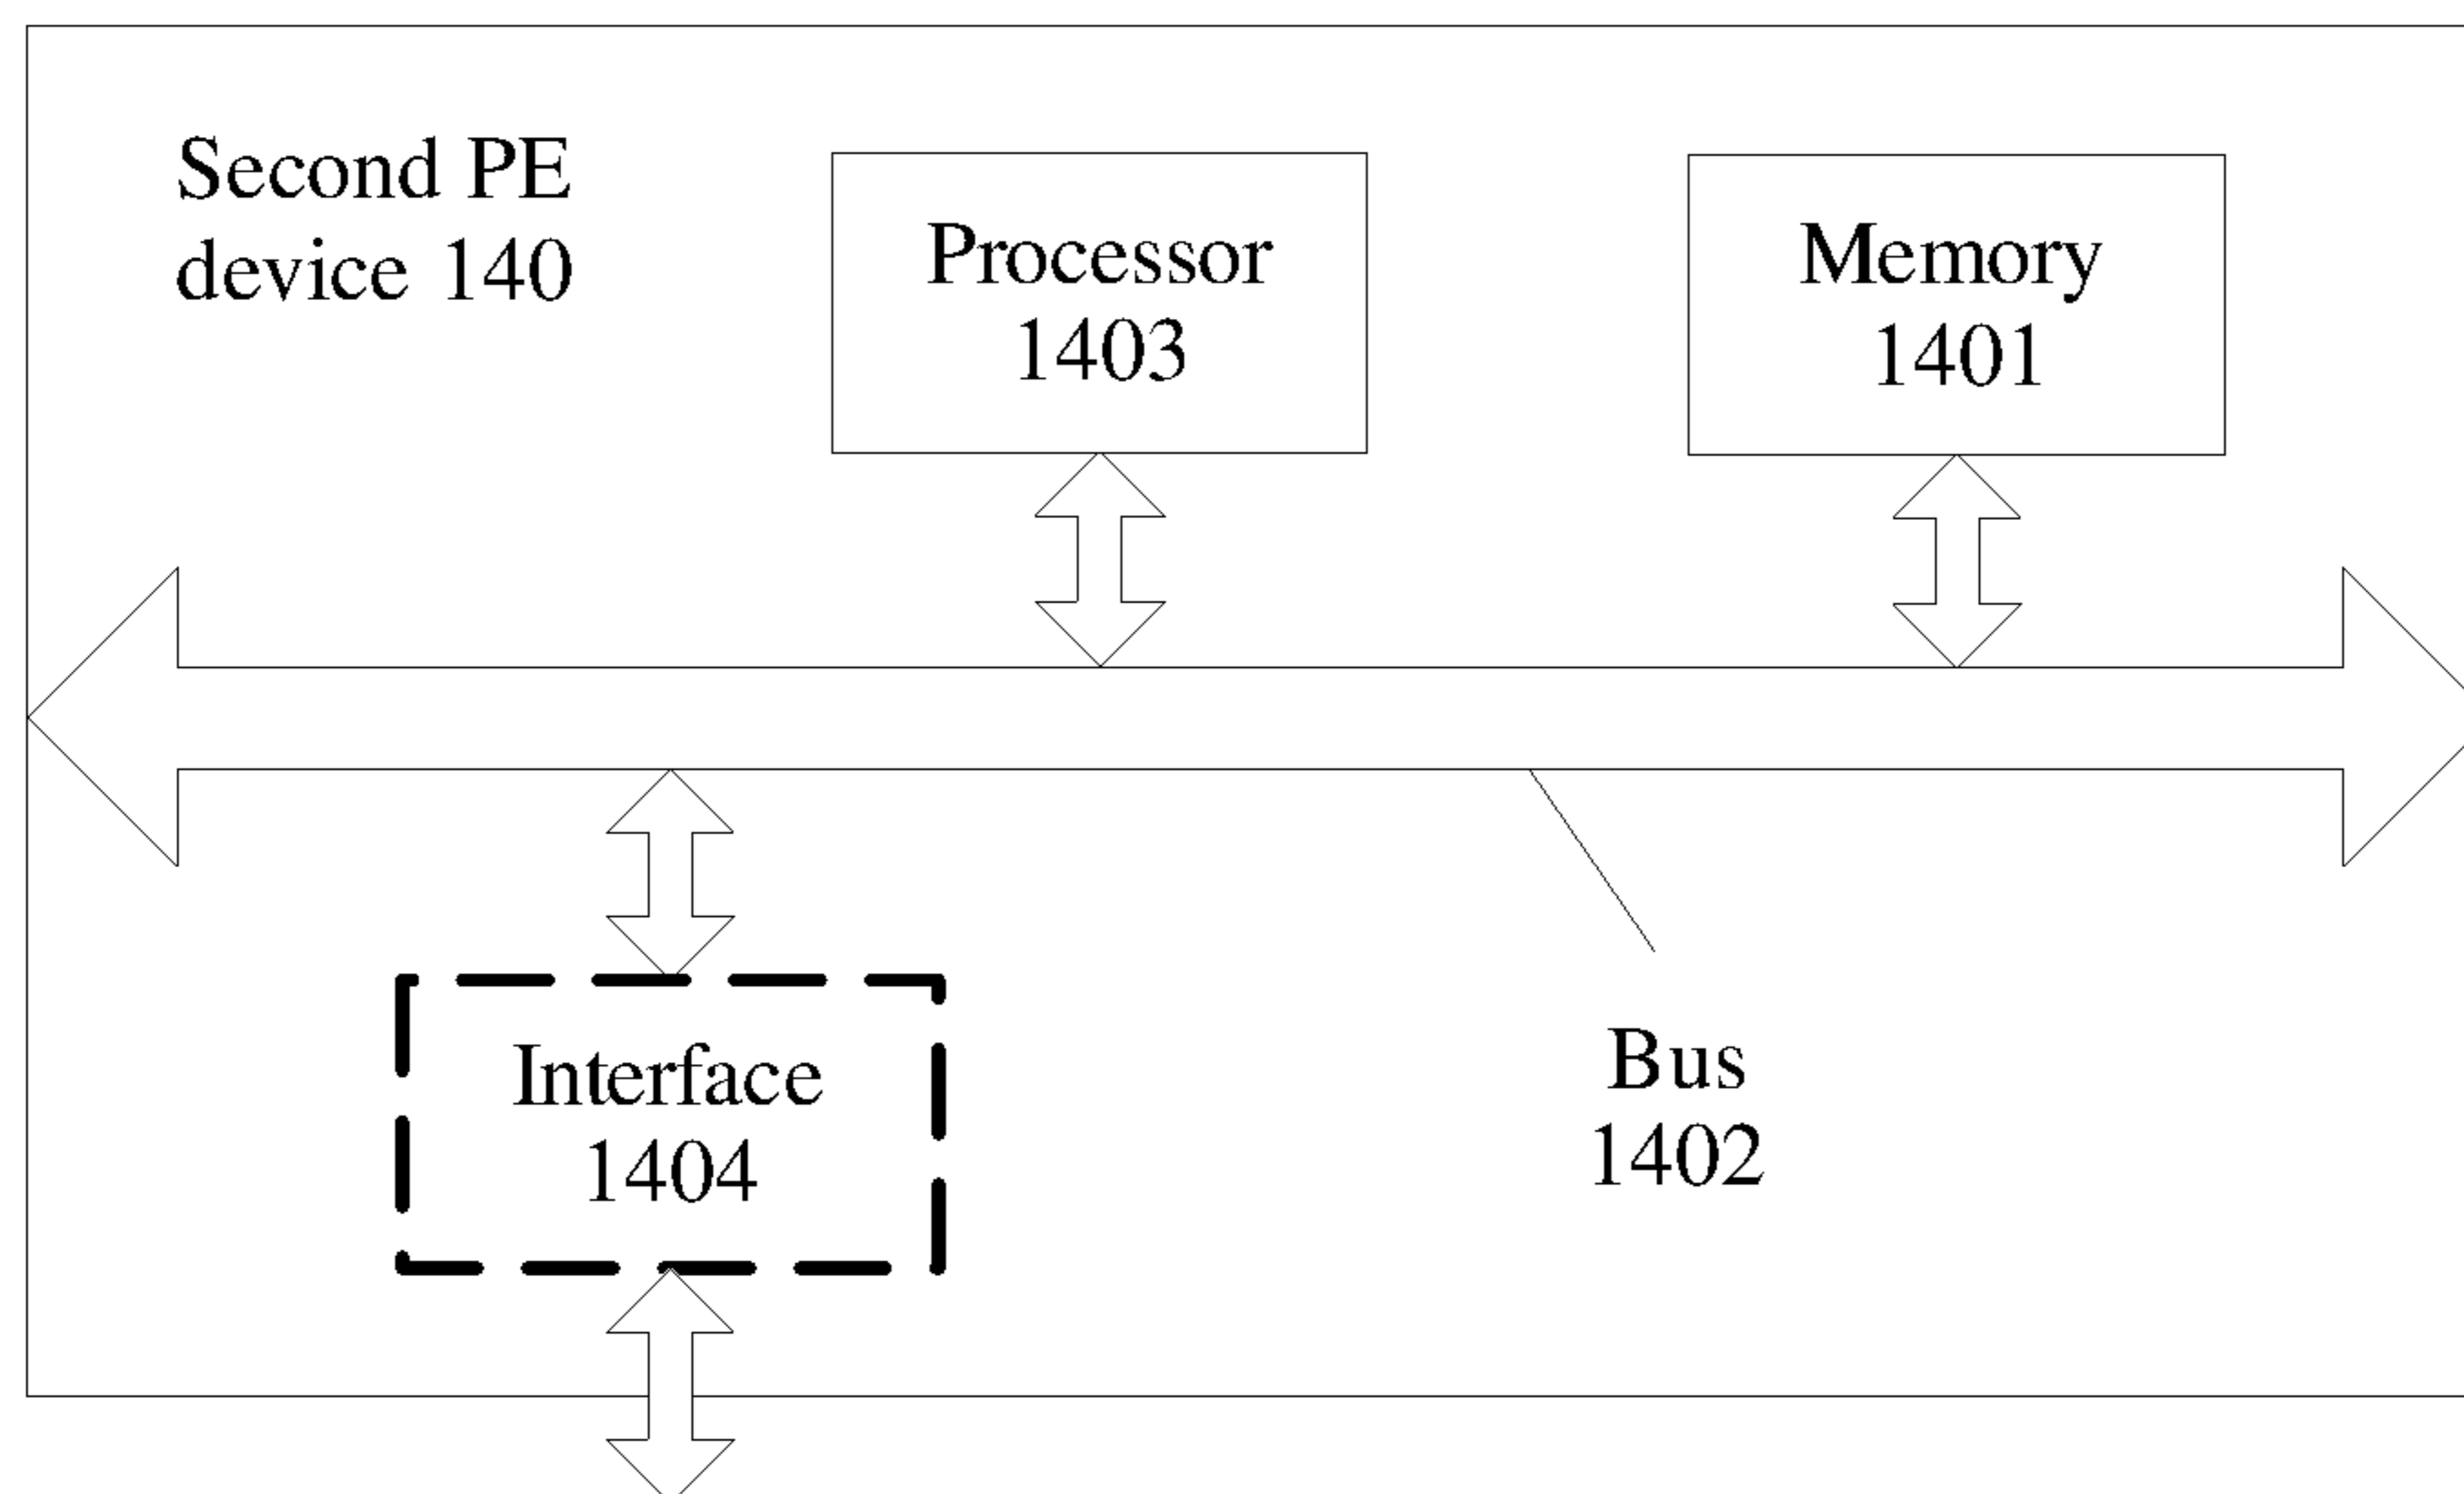 Second PE
device 140
Processor
1403
Memory
1401
Interface
1404
Bus
1402